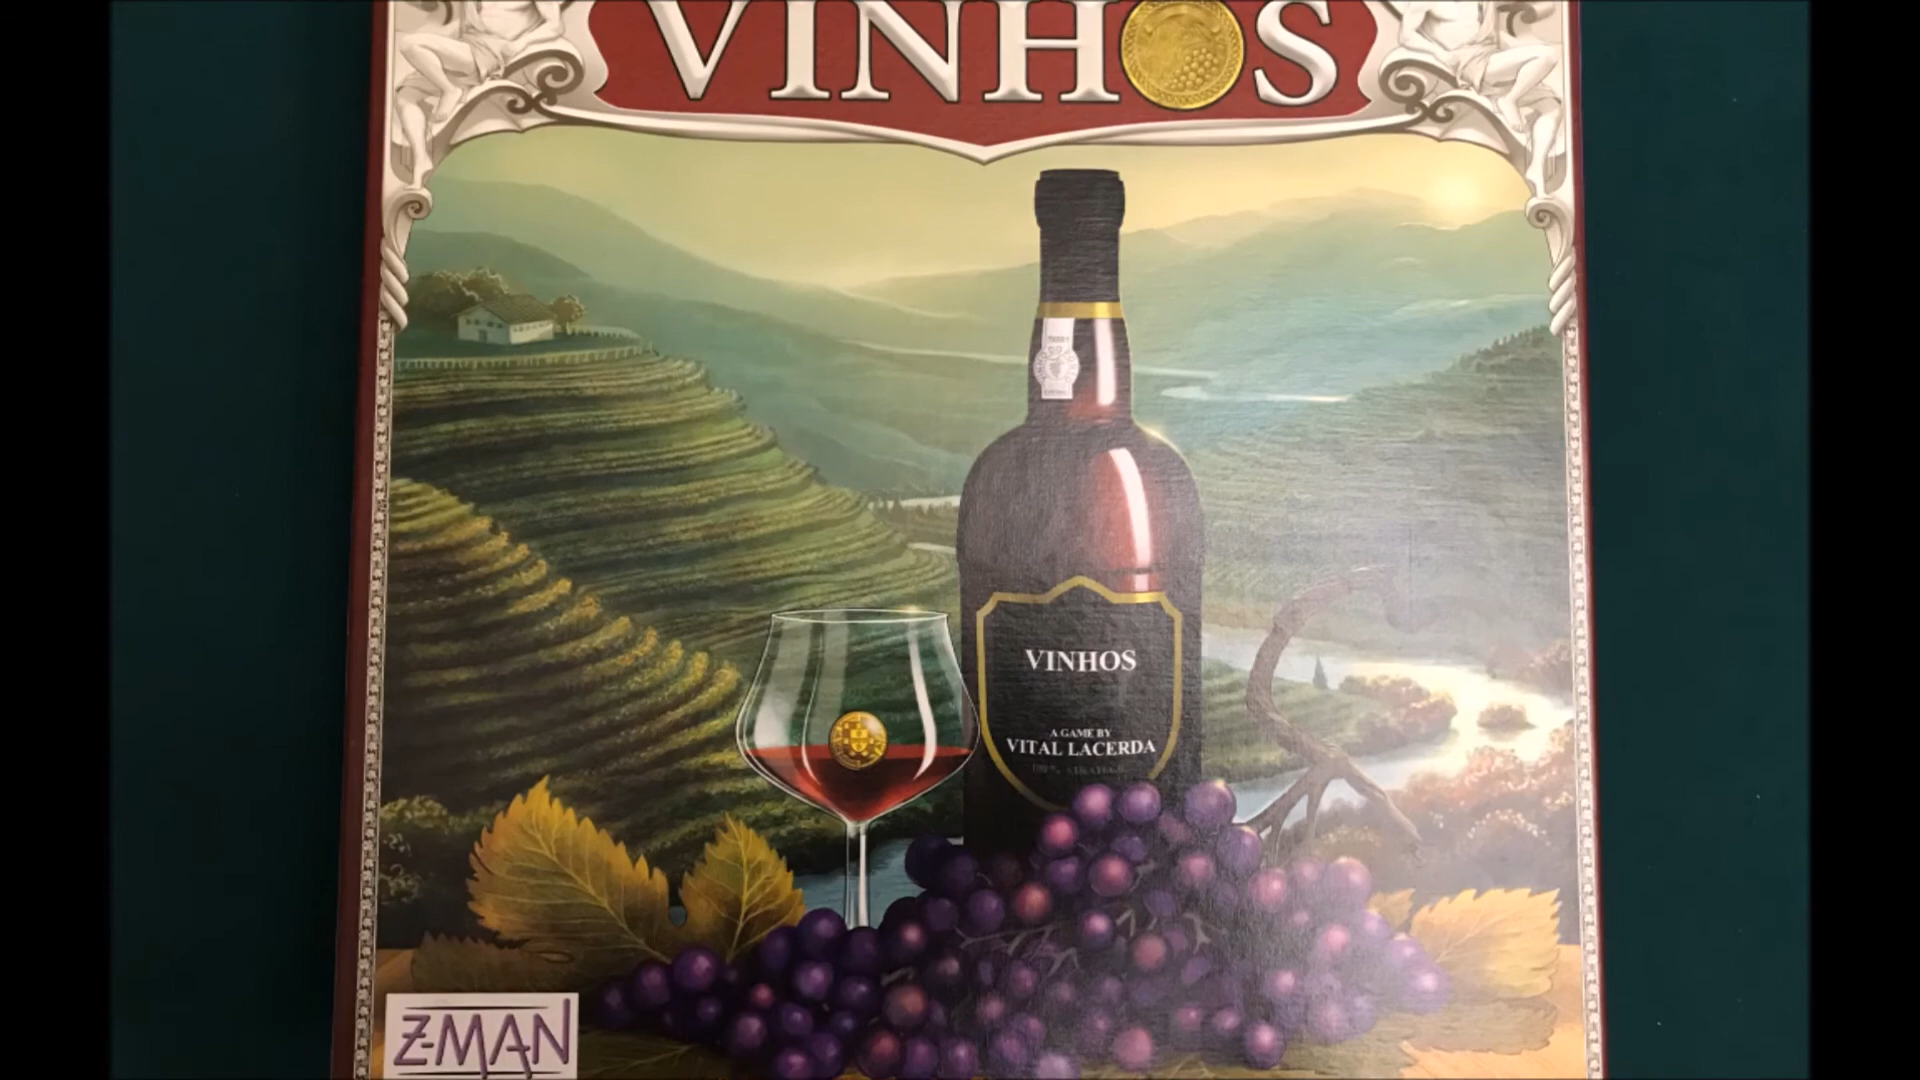 VINHOS
VINHOS
A GAME BY
VITAL LACERDA
Z-MAN